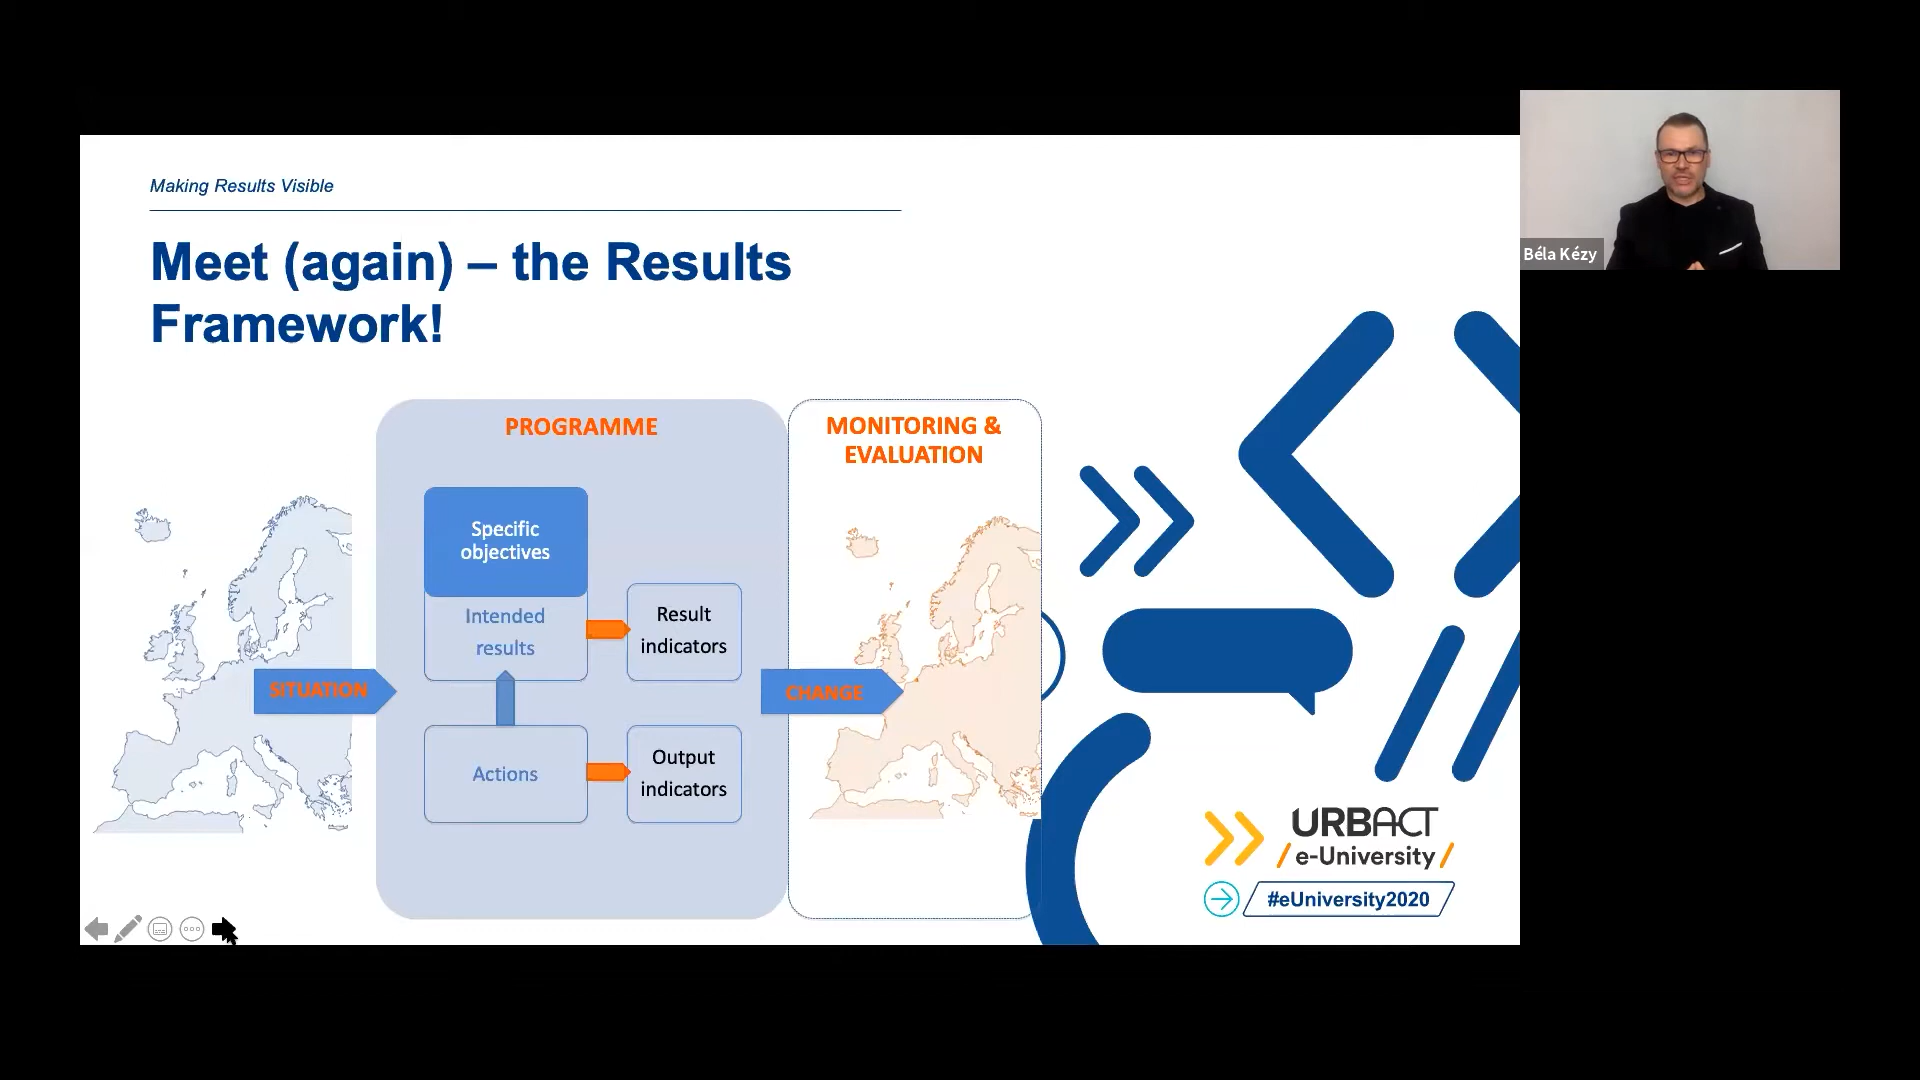 Making Results Visible
Meet (again) – the Results
Framework!
PROGRAMME
MONITORING &
EVALUATION
Specific
objectives
Intended
results
Result
indicators
SITUATION
CHANGE
Actions
Output
indicators
URBACT
/ e-University /
#eUniversity2020
Béla Kézy